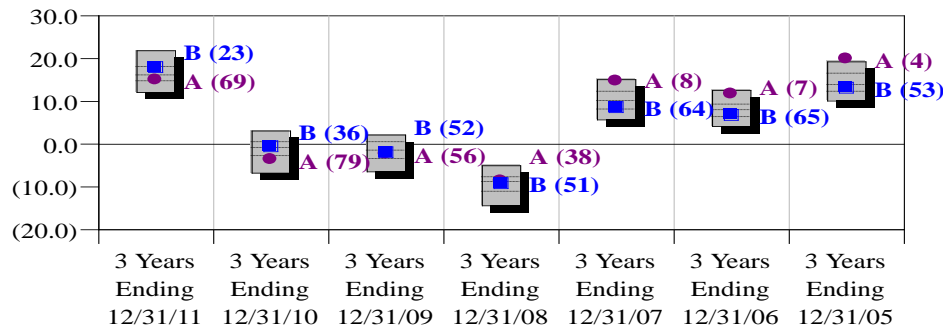 30.0
20.0
10.0
0.0
(10.0)
(20.0)
B (23)
A (69)
B (36)
A (79)
B (52)
A (56)
A (38)
B (51)
A (8)
B (64)
A (7)
B (65)
A (4)
B (53)
3 Years
Ending
12/31/11
3 Years
Ending
12/31/10
3 Years
Ending
12/31/09
3 Years
Ending
12/31/08
3 Years
Ending
12/31/07
3 Years
Ending
12/31/06
3 Years
Ending
12/31/05